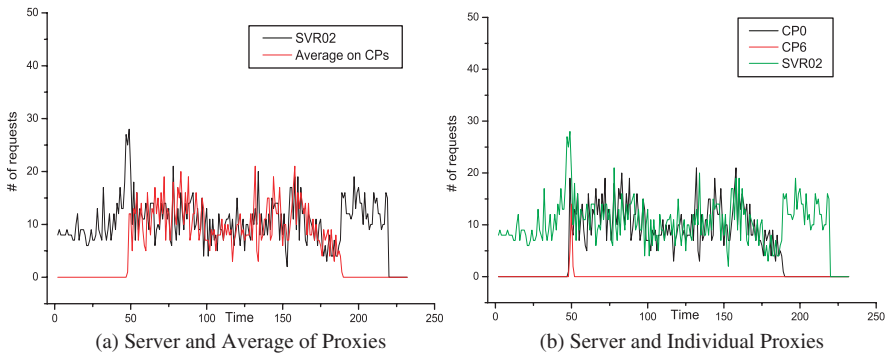 50
40
30
20
10
0
# of requests
SVR02
Average on CPs
0
50
100
150
200
250
Time
(a) Server and Average of Proxies
50
40
30
20
10
0
# of requests
CP0
CP6
SVR02
0
50
100
150
200
250
Time
(b) Server and Individual Proxies